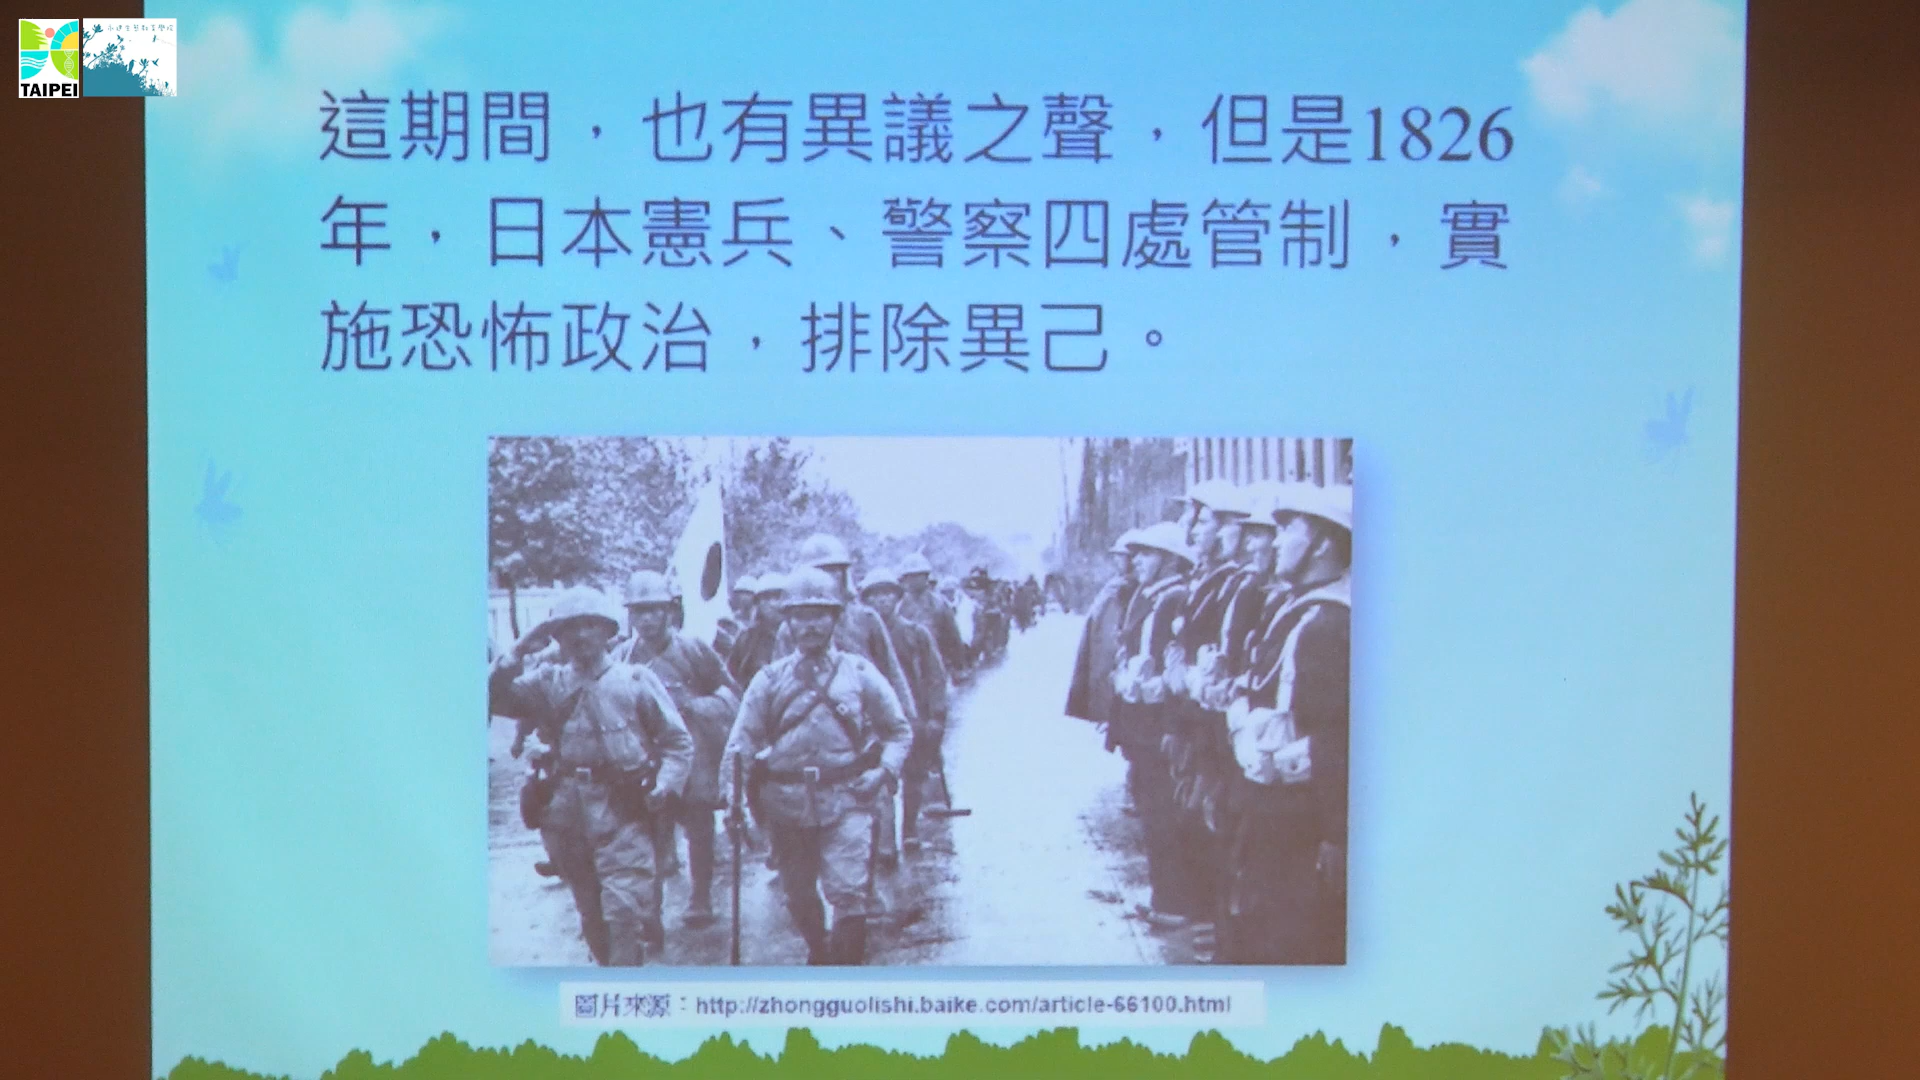 TAIPEI
這期間，也有異議之聲，但是1826
年，日本憲兵、警察四處管制，實
施恐怖政治，排除異己。
圖片來源：http://zhongguolishi.baike.com/article-66100.html